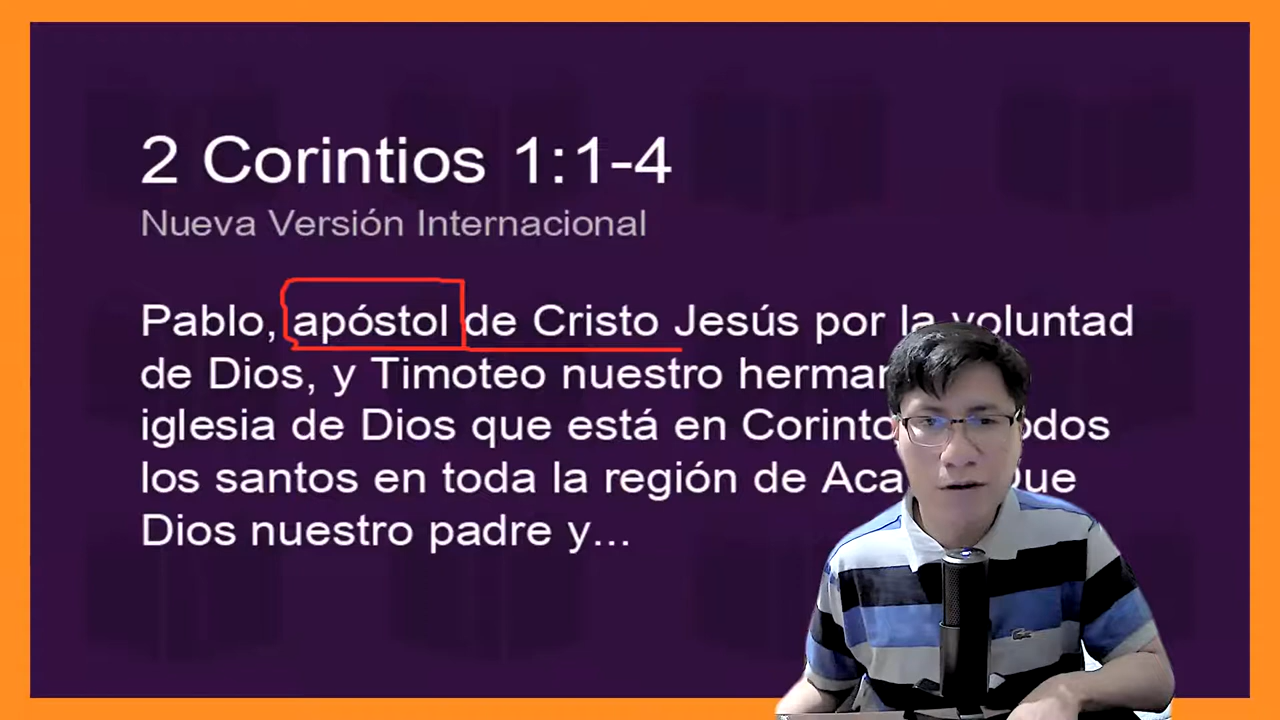 2 Corintios 1:1-4
Nueva Versión Internacional
Pablo, apóstol de Cristo Jesús por la voluntad
de Dios, y Timoteo nuestro
iglesia de Dios que está en
los santos en toda la región de
Dios nuestro padre y...